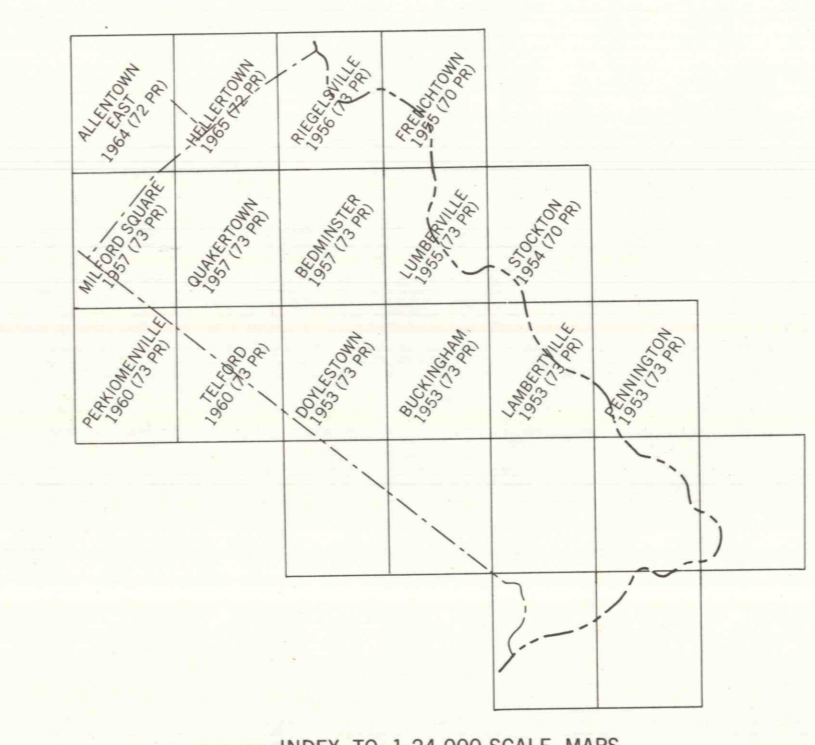 ALLENTOWN
EAST
1964 (72 PR)
HELLERTOWN
1965 (72 PR)
RIEGELSVILLE
1956 (73 PR)
FRENCHTOWN
1955 (70 PR)
MILFORD SQUARE
1957 (73 PR)
QUAKERTOWN
1957 (73 PR)
BEDMINSTER
1957 (73 PR)
LUMBERVILLE
1955 (73 PR)
STOCKTON
1954 (70 PR)
PERKIOMENVILLE
1960 (73 PR)
TELFORD
1960 (73 PR)
DOYLESTOWN
1953 (73 PR)
BUCKINGHAM
1953 (73 PR)
LAMBERTVILLE
1953 (73 PR)
PENNINGTON
1953 (73 PR)
INDEX TO 1:24 000 SCALE MAPS